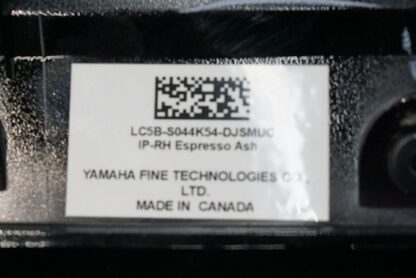 LC5B-S044K54-DJSMUC
IP-RH Espresso Ash
YAMAHA FINE TECHNOLOGIES CO.,
LTD.
MADE IN CANADA